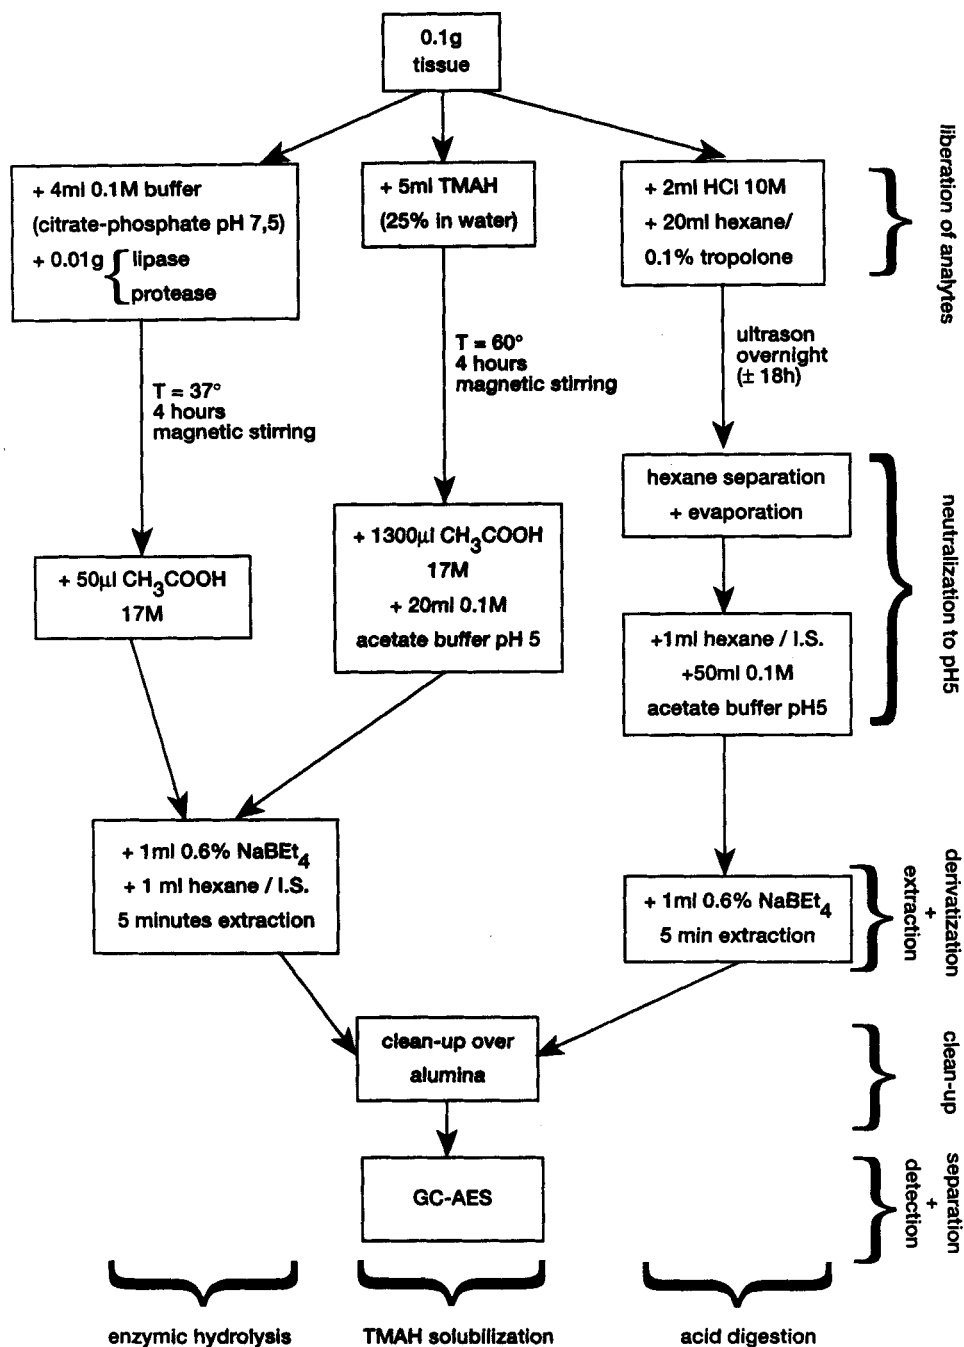 0.1g
tissue
+ 4ml 0.1M buffer
(citrate-phosphate pH 7,5)
+ 0.01g { lipase
protease
+ 5ml TMAH
(25% in water)
+ 2ml HCl 10M
+ 20ml hexane/
0.1% tropolone
liberation of analytes
T = 37°
4 hours
magnetic stirring
T = 60°
4 hours
magnetic stirring
ultrason
overnight
(± 18h)
+ 50µl CH₃COOH
17M
+ 1300µl CH₃COOH
17M
+ 20ml 0.1M
acetate buffer pH 5
hexane separation
+ evaporation
+1ml hexane / I.S.
+50ml 0.1M
acetate buffer pH5
neutralization to pH5
+ 1ml 0.6% NaBEt₄
+ 1 ml hexane / I.S.
5 minutes extraction
+ 1ml 0.6% NaBEt₄
5 min extraction
derivatization
+
extraction
clean-up over
alumina
clean-up
GC-AES
separation
+
detection
enzymic hydrolysis
TMAH solubilization
acid digestion